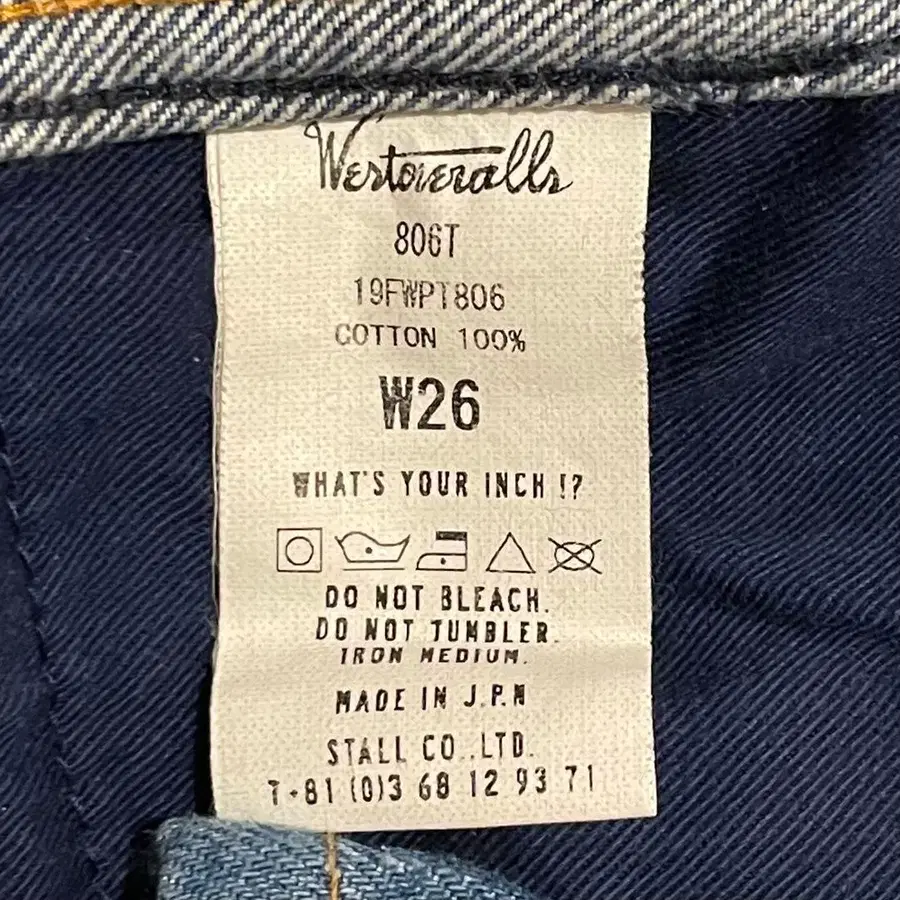 Westoveralls
806T
19FWPT806
COTTON 100%
W26
WHAT'S YOUR INCH !?
DO NOT BLEACH.
DO NOT TUMBLER.
IRON MEDIUM.
MADE IN J.P.N
STALL CO.,LTD.
T+81 (0)3 68 12 93 71